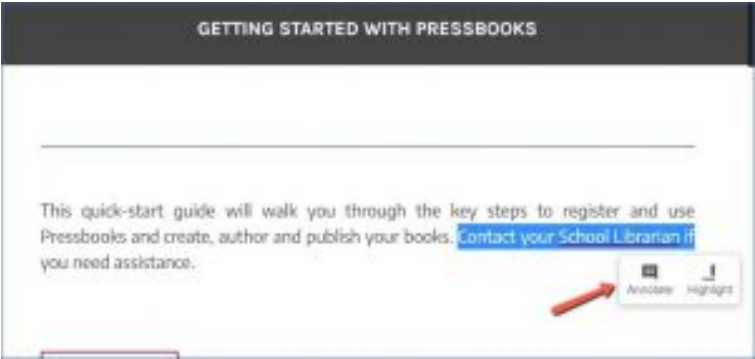 GETTING STARTED WITH PRESSBOOKS
This quick-start guide will walk you through the key steps to register and use
Pressbooks and create, author and publish your books. Contact your School Librarian if
you need assistance.
Annotate Highlight